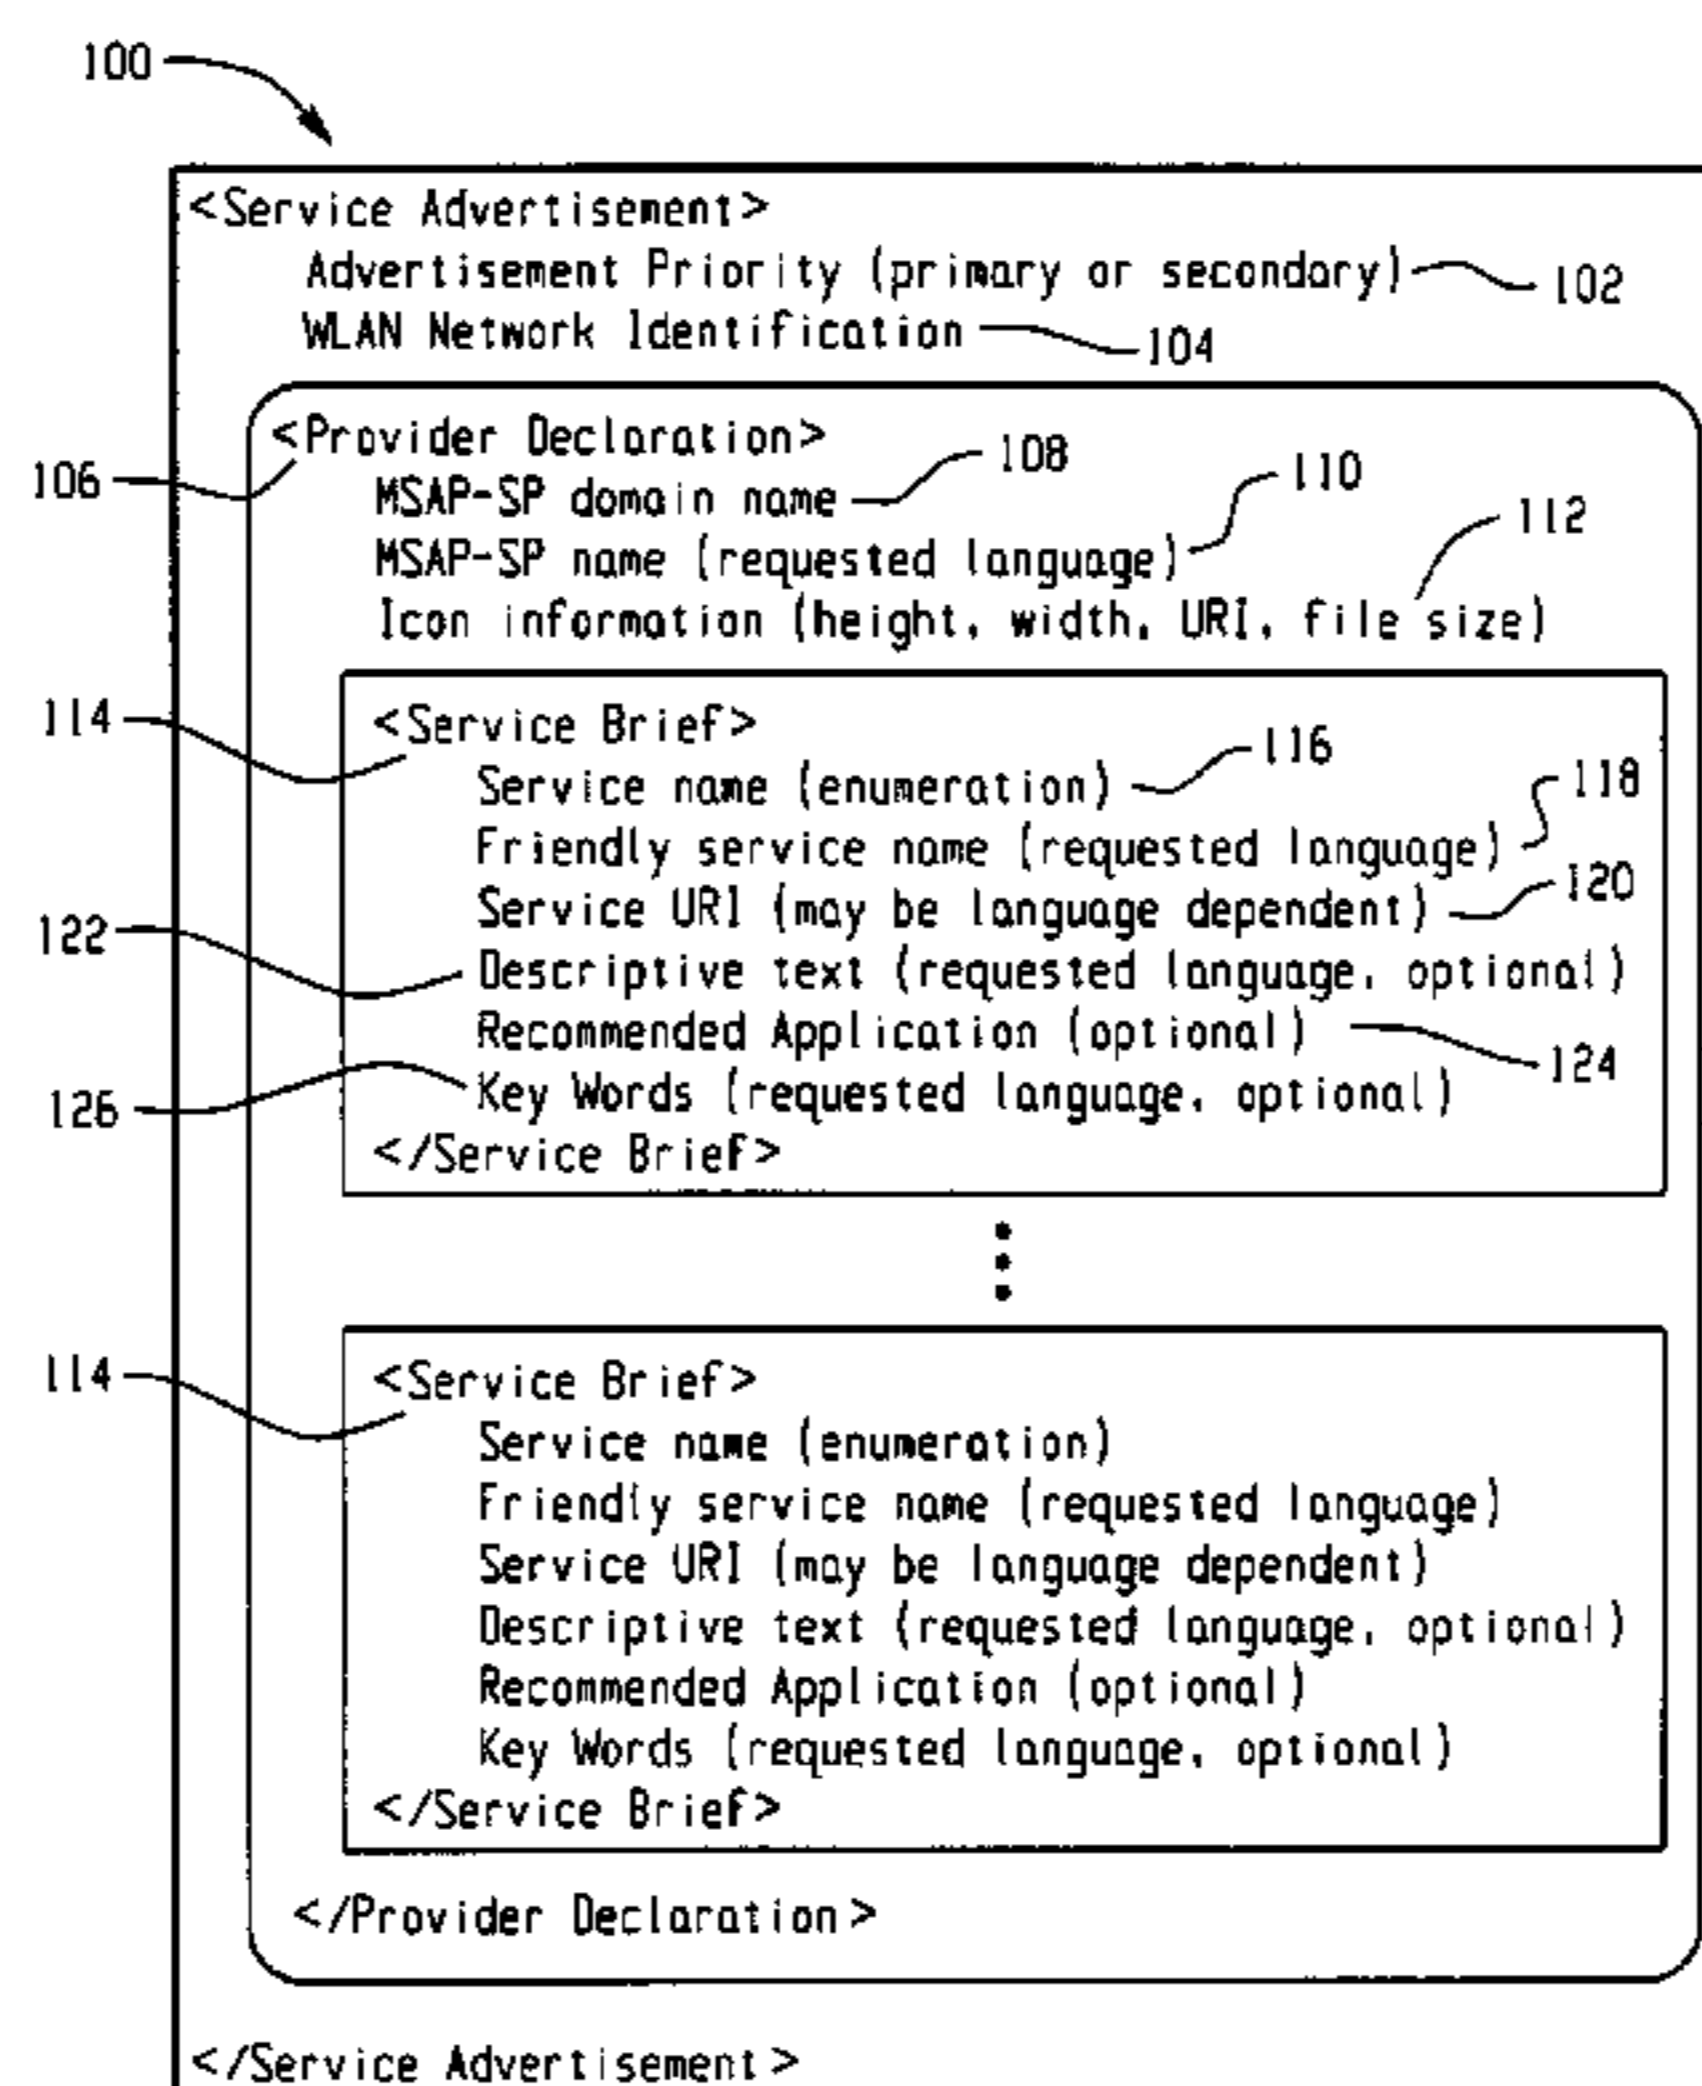 100
<Service Advertisement>
Advertisement Priority (primary or secondary) 102
WLAN Network Identification 104
<Provider Declaration>
106 MSAP-SP domain name 108
MSAP-SP name (requested language) 110
Icon information (height, width, URI, file size) 112
114 <Service Brief>
Service name (enumeration) 116
Friendly service name (requested language) 118
Service URI (may be language dependent) 120
122 Descriptive text (requested language, optional)
Recommended Application (optional) 124
126 Key Words (requested language, optional)
</Service Brief>
114 <Service Brief>
Service name (enumeration)
Friendly service name (requested language)
Service URI (may be language dependent)
Descriptive text (requested language, optional)
Recommended Application (optional)
Key Words (requested language, optional)
</Service Brief>
</Provider Declaration>
</Service Advertisement>